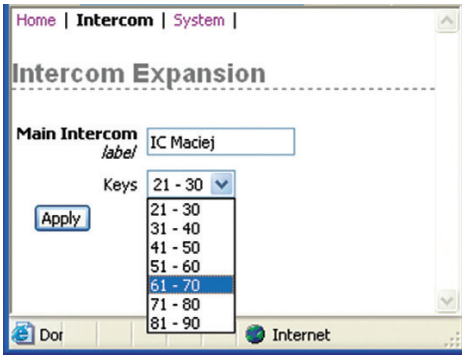 Home | Intercom | System |
Intercom Expansion
Main Intercom
label
IC Maciej
Keys 21 - 30
Apply
21 - 30
31 - 40
41 - 50
51 - 60
61 - 70
71 - 80
81 - 90
Dor
Internet